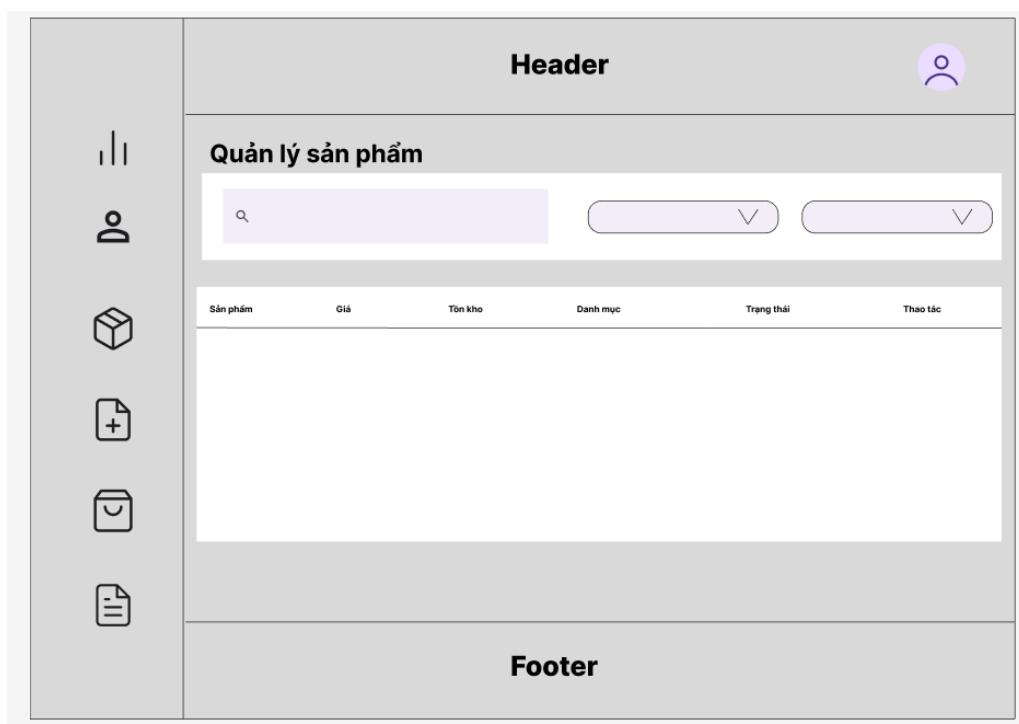 Header
Quản lý sản phẩm
Sản phẩm Giá Tồn kho Danh mục Trạng thái Thao tác
Footer